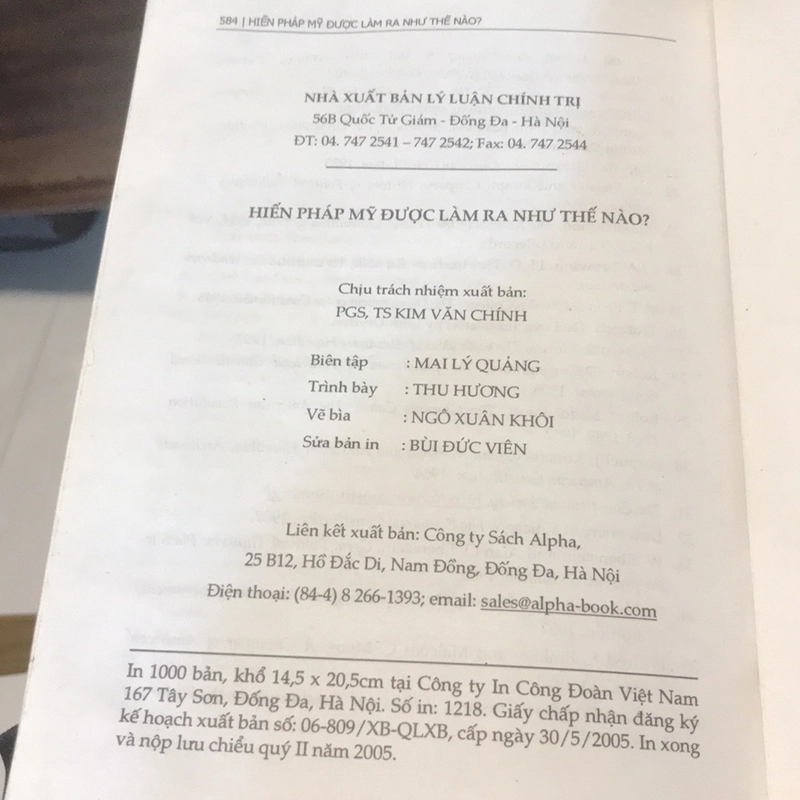 584 | HIẾN PHÁP MỸ ĐƯỢC LÀM RA NHƯ THẾ NÀO?
NHÀ XUẤT BẢN LÝ LUẬN CHÍNH TRỊ
56B Quốc Tử Giám - Đống Đa - Hà Nội
ĐT: 04. 747 2541 – 747 2542; Fax: 04. 747 2544
HIẾN PHÁP MỸ ĐƯỢC LÀM RA NHƯ THẾ NÀO?
Chịu trách nhiệm xuất bản:
PGS, TS KIM VĂN CHÍNH
Biên tập : MAI LÝ QUẢNG
Trình bày : THU HƯƠNG
Vẽ bìa : NGÔ XUÂN KHÔI
Sửa bản in : BÙI ĐỨC VIÊN
Liên kết xuất bản: Công ty Sách Alpha,
25 B12, Hồ Đắc Di, Nam Đồng, Đống Đa, Hà Nội
Điện thoại: (84-4) 8 266-1393; email: sales@alpha-book.com
In 1000 bản, khổ 14,5 x 20,5cm tại Công ty In Công Đoàn Việt Nam
167 Tây Sơn, Đống Đa, Hà Nội. Số in: 1218. Giấy chấp nhận đăng ký
kế hoạch xuất bản số: 06-809/XB-QLXB, cấp ngày 30/5/2005. In xong
và nộp lưu chiểu quý II năm 2005.